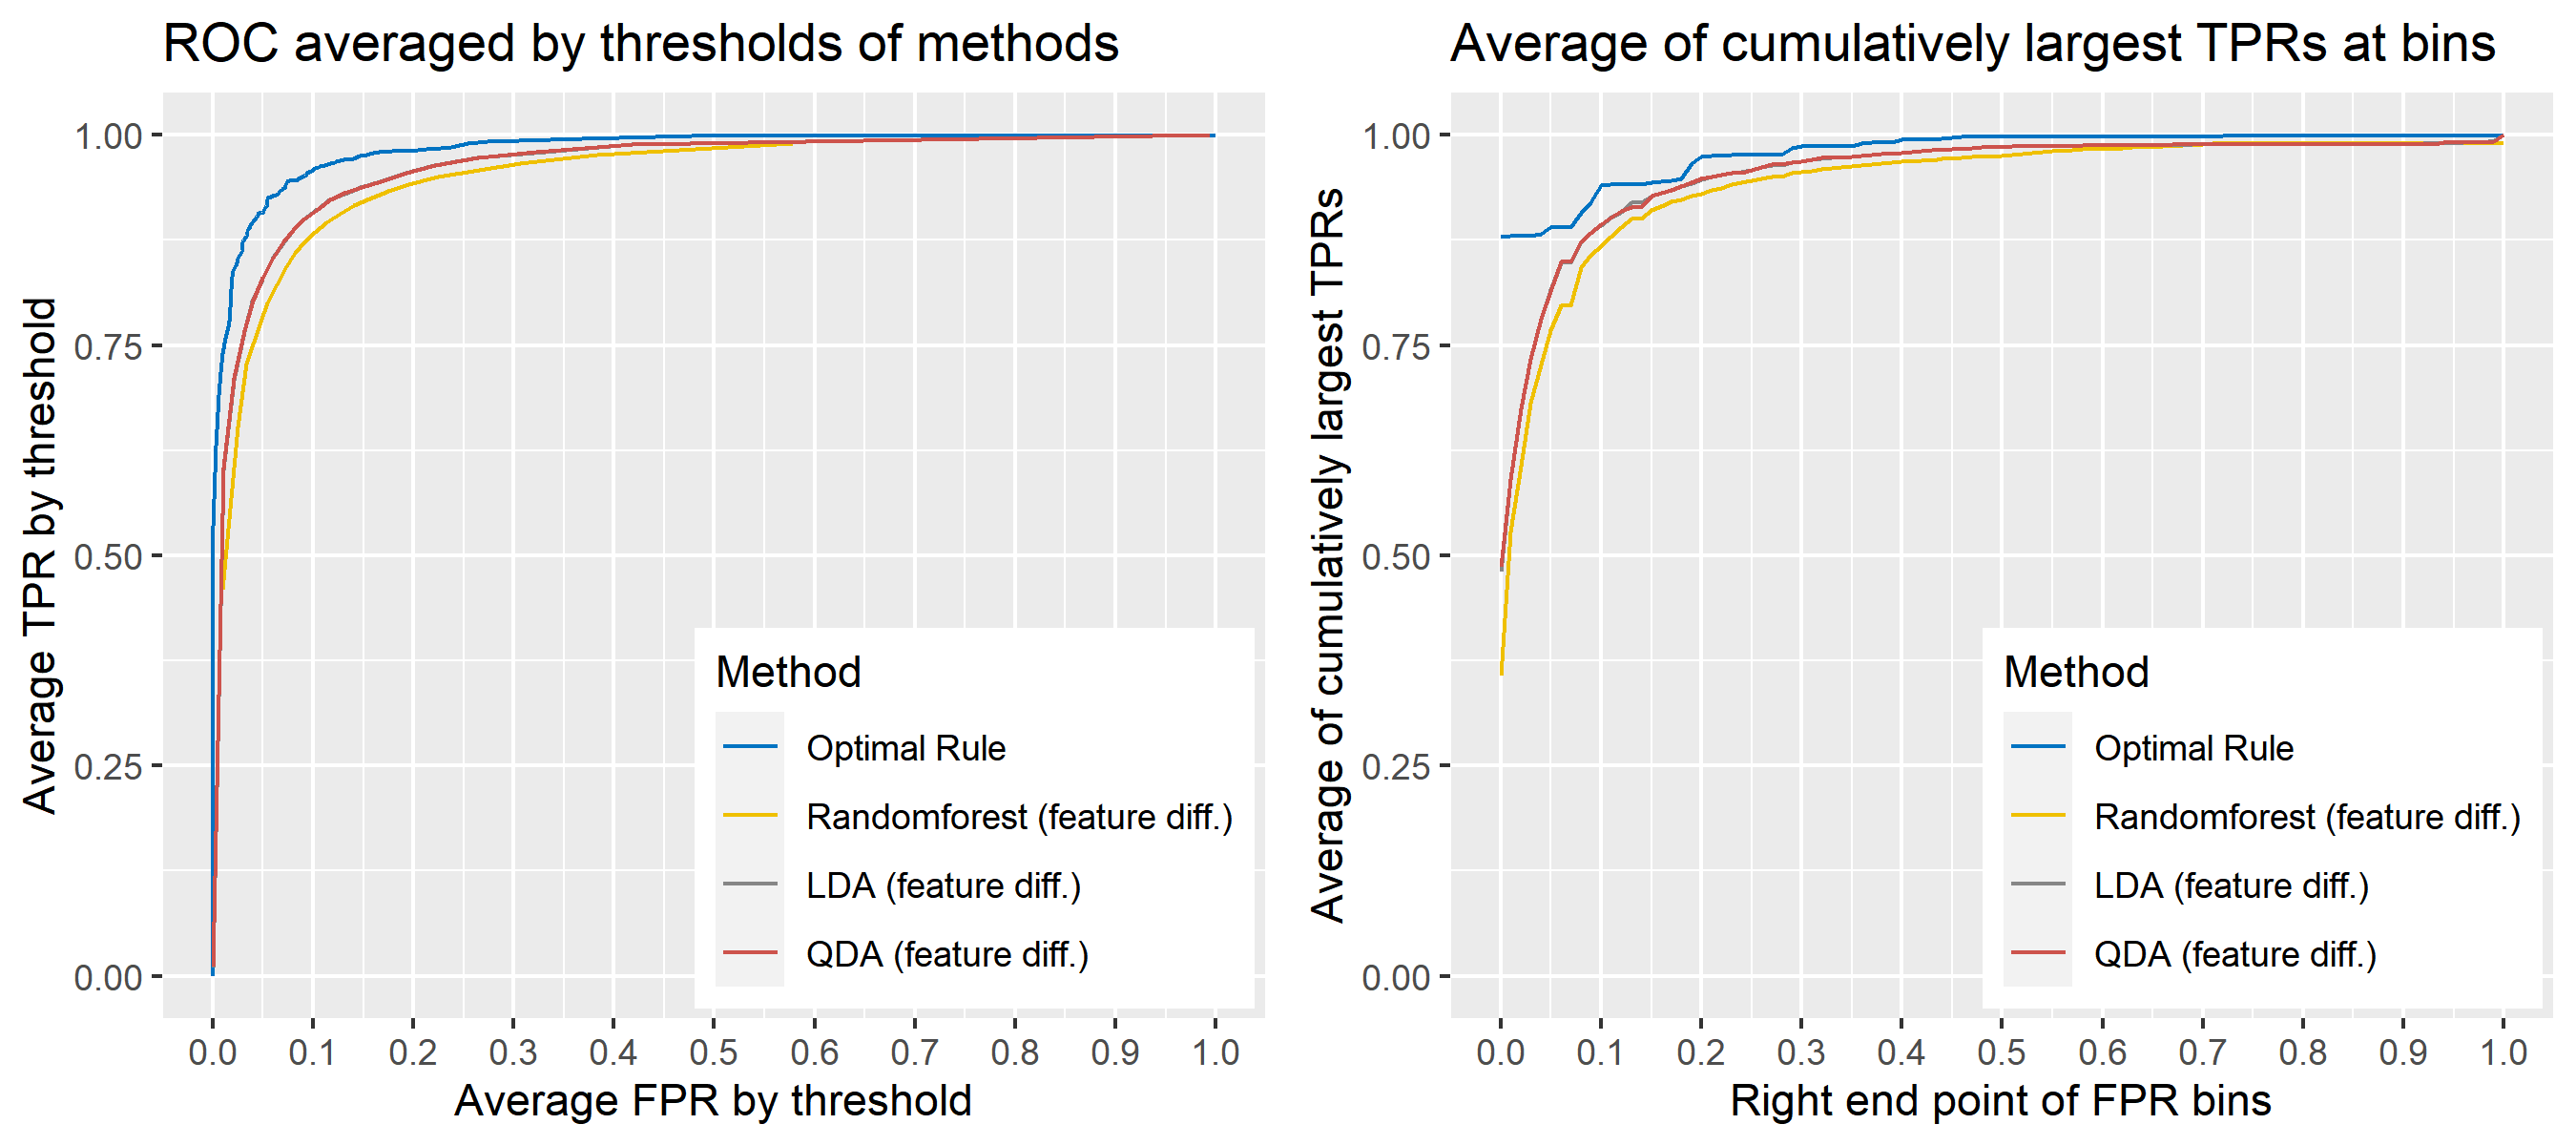 ROC averaged by thresholds of methods
Average TPR by threshold
1.00
0.75
0.50
0.25
0.00
Method
Optimal Rule
Randomforest (feature diff.)
LDA (feature diff.)
QDA (feature diff.)
0.0 0.1 0.2 0.3 0.4 0.5 0.6 0.7 0.8 0.9 1.0
Average FPR by threshold
Average of cumulatively largest TPRs at bins
Average of cumulatively largest TPRs
1.00
0.75
0.50
0.25
0.00
Method
Optimal Rule
Randomforest (feature diff.)
LDA (feature diff.)
QDA (feature diff.)
0.0 0.1 0.2 0.3 0.4 0.5 0.6 0.7 0.8 0.9 1.0
Right end point of FPR bins